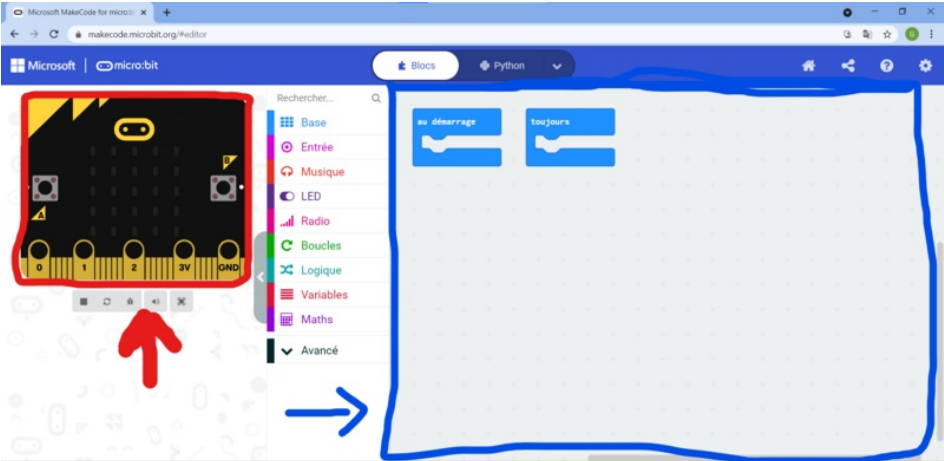 Microsoft MakeCode for micro:b
makecode.microbit.org/#editor
G
Microsoft | micro:bit
Blocs
Python
Rechercher...
Base
Entrée
Musique
LED
Radio
Boucles
Logique
Variables
Maths
Avancé
au démarrage
toujours
B
A
0 1 2 3V GND